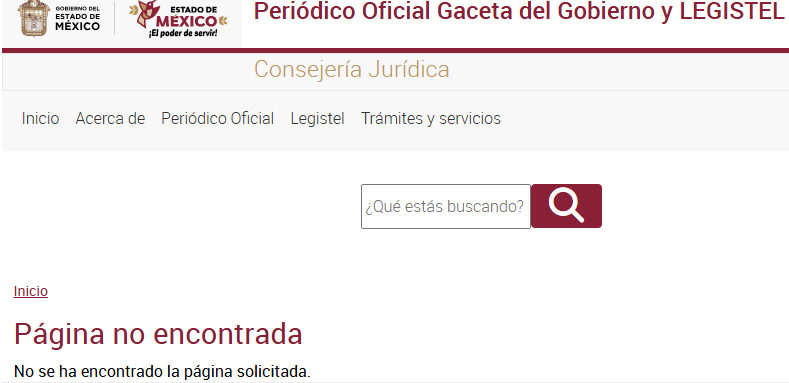 GOBIERNO DEL
ESTADO DE
MÉXICO
ESTADO DE
MÉXICO
¡El poder de servir!
Periódico Oficial Gaceta del Gobierno y LEGISTEL
Consejería Jurídica
Inicio Acerca de Periódico Oficial Legistel Trámites y servicios
¿Qué estás buscando?
Inicio
Página no encontrada
No se ha encontrado la página solicitada.